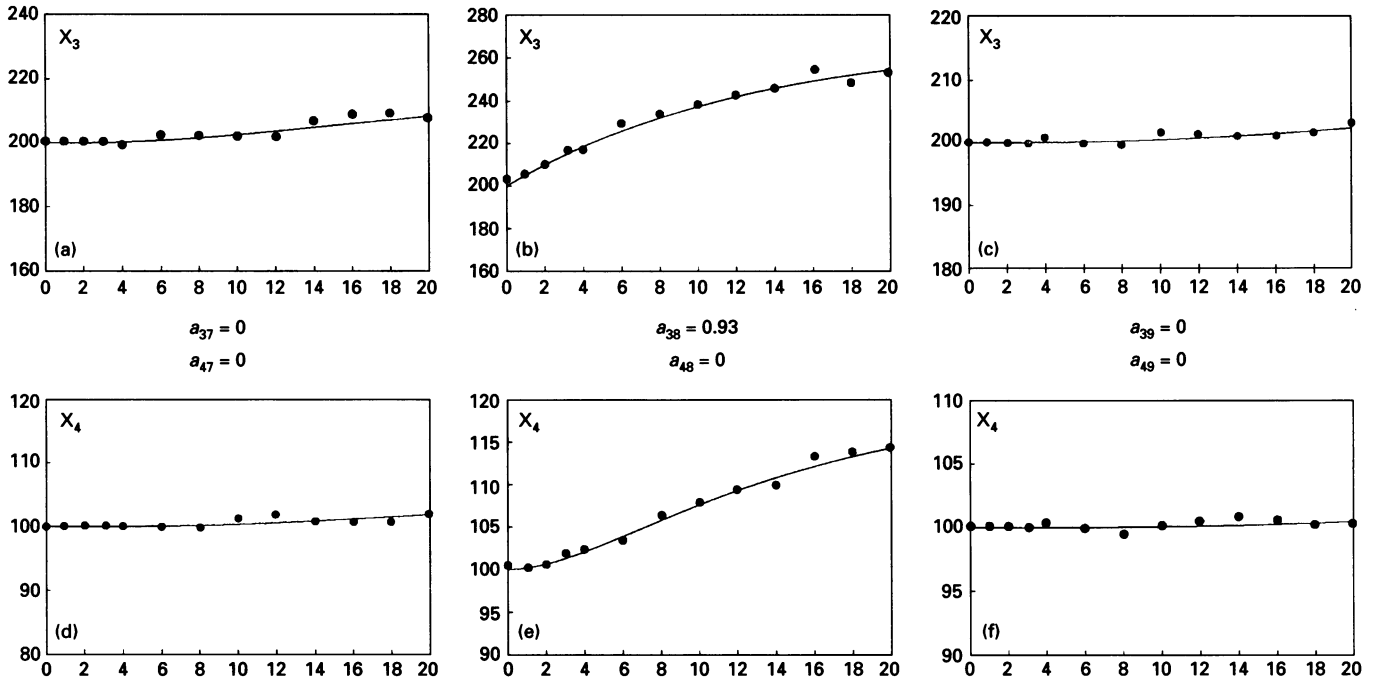 240
X₃
220
200
180
(a)
160
0 2 4 6 8 10 12 14 16 18 20
280
X₃
260
240
220
200
180
(b)
160
0 2 4 6 8 10 12 14 16 18 20
220
X₃
210
200
190
(c)
180
0 2 4 6 8 10 12 14 16 18 20
a₃₇ = 0
a₄₇ = 0
a₃₈ = 0.93
a₄₈ = 0
a₃₉ = 0
a₄₉ = 0
120
X₄
110
100
90
(d)
80
0 2 4 6 8 10 12 14 16 18 20
120
X₄
115
110
105
100
95
(e)
90
0 2 4 6 8 10 12 14 16 18 20
110
X₄
105
100
95
(f)
90
0 2 4 6 8 10 12 14 16 18 20